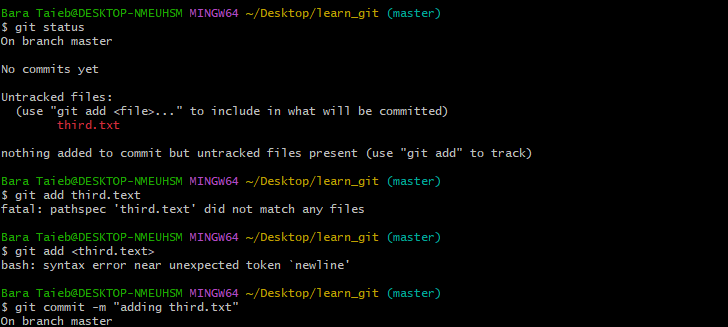 Bara Taieb@DESKTOP-NMEUHSM MINGW64 ~/Desktop/learn_git (master)
$ git status
On branch master
No commits yet
Untracked files:
(use "git add <file>..." to include in what will be committed)
third.txt
nothing added to commit but untracked files present (use "git add" to track)
Bara Taieb@DESKTOP-NMEUHSM MINGW64 ~/Desktop/learn_git (master)
$ git add third.text
fatal: pathspec 'third.text' did not match any files
Bara Taieb@DESKTOP-NMEUHSM MINGW64 ~/Desktop/learn_git (master)
$ git add <third.text>
bash: syntax error near unexpected token `newline'
Bara Taieb@DESKTOP-NMEUHSM MINGW64 ~/Desktop/learn_git (master)
$ git commit -m "adding third.txt"
On branch master